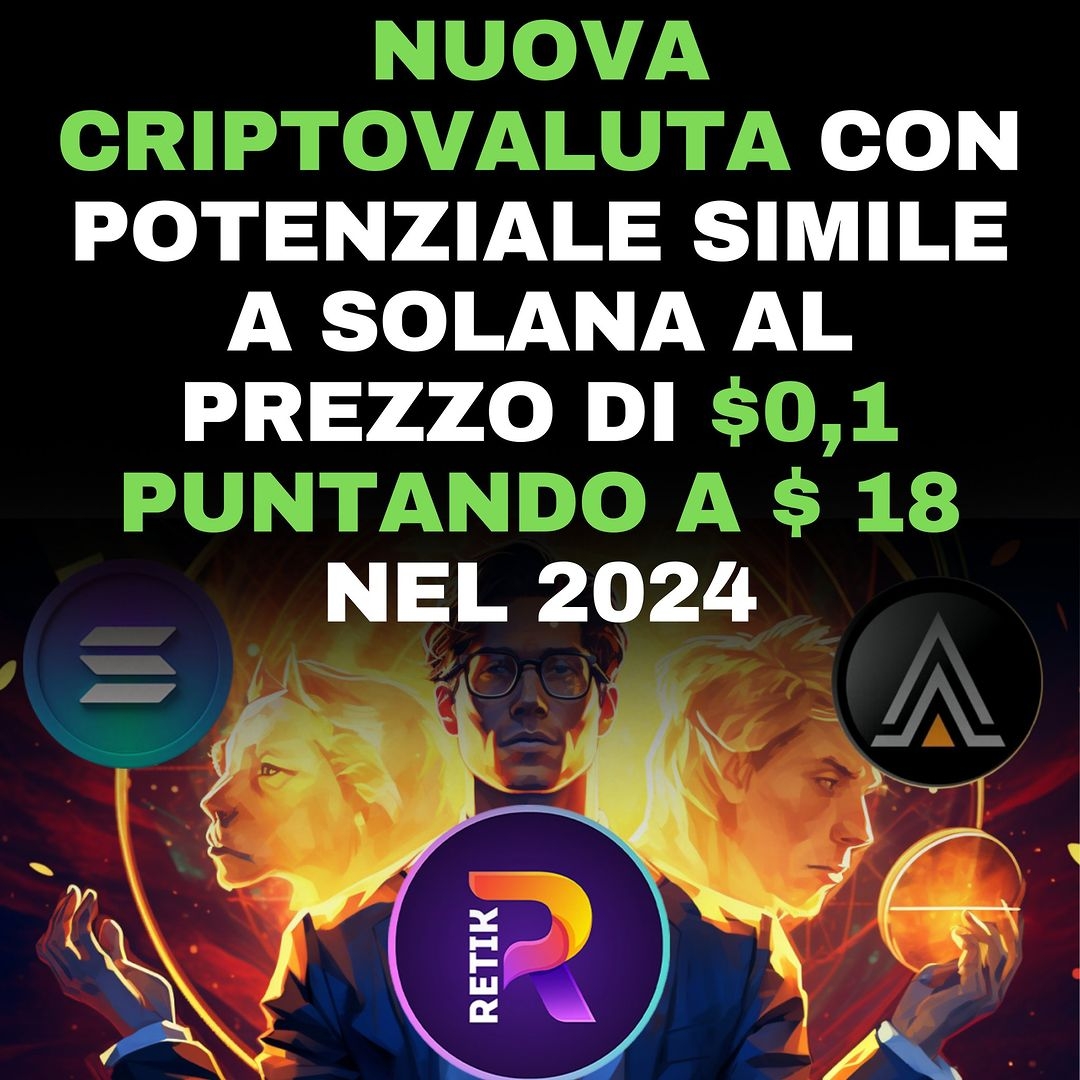 NUOVA
CRIPTOVALUTA CON
POTENZIALE SIMILE
A SOLANA AL
PREZZO DI $0,1
PUNTANDO A $ 18
NEL 2024
RETIK